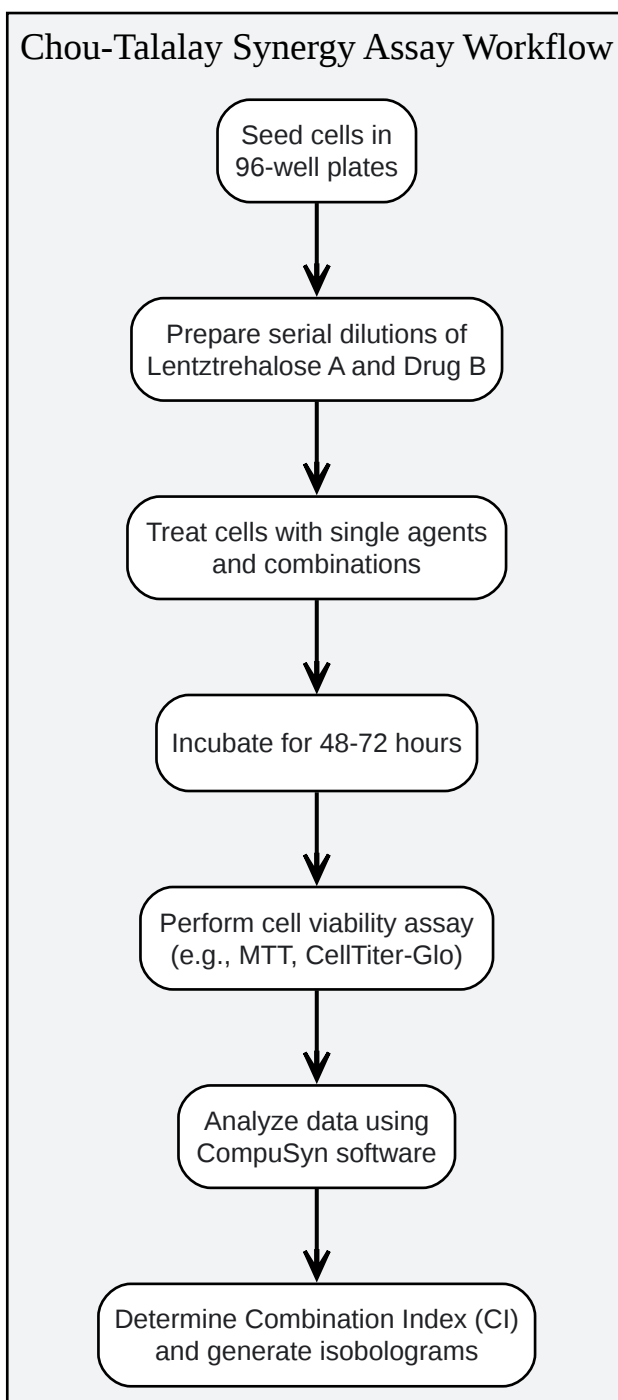 Chou-Talalay Synergy Assay Workflow
Seed cells in
96-well plates
Prepare serial dilutions of
Lentztrehalose A and Drug B
Treat cells with single agents
and combinations
Incubate for 48-72 hours
Perform cell viability assay
(e.g., MTT, CellTiter-Glo)
Analyze data using
CompuSyn software
Determine Combination Index (CI)
and generate isobolograms